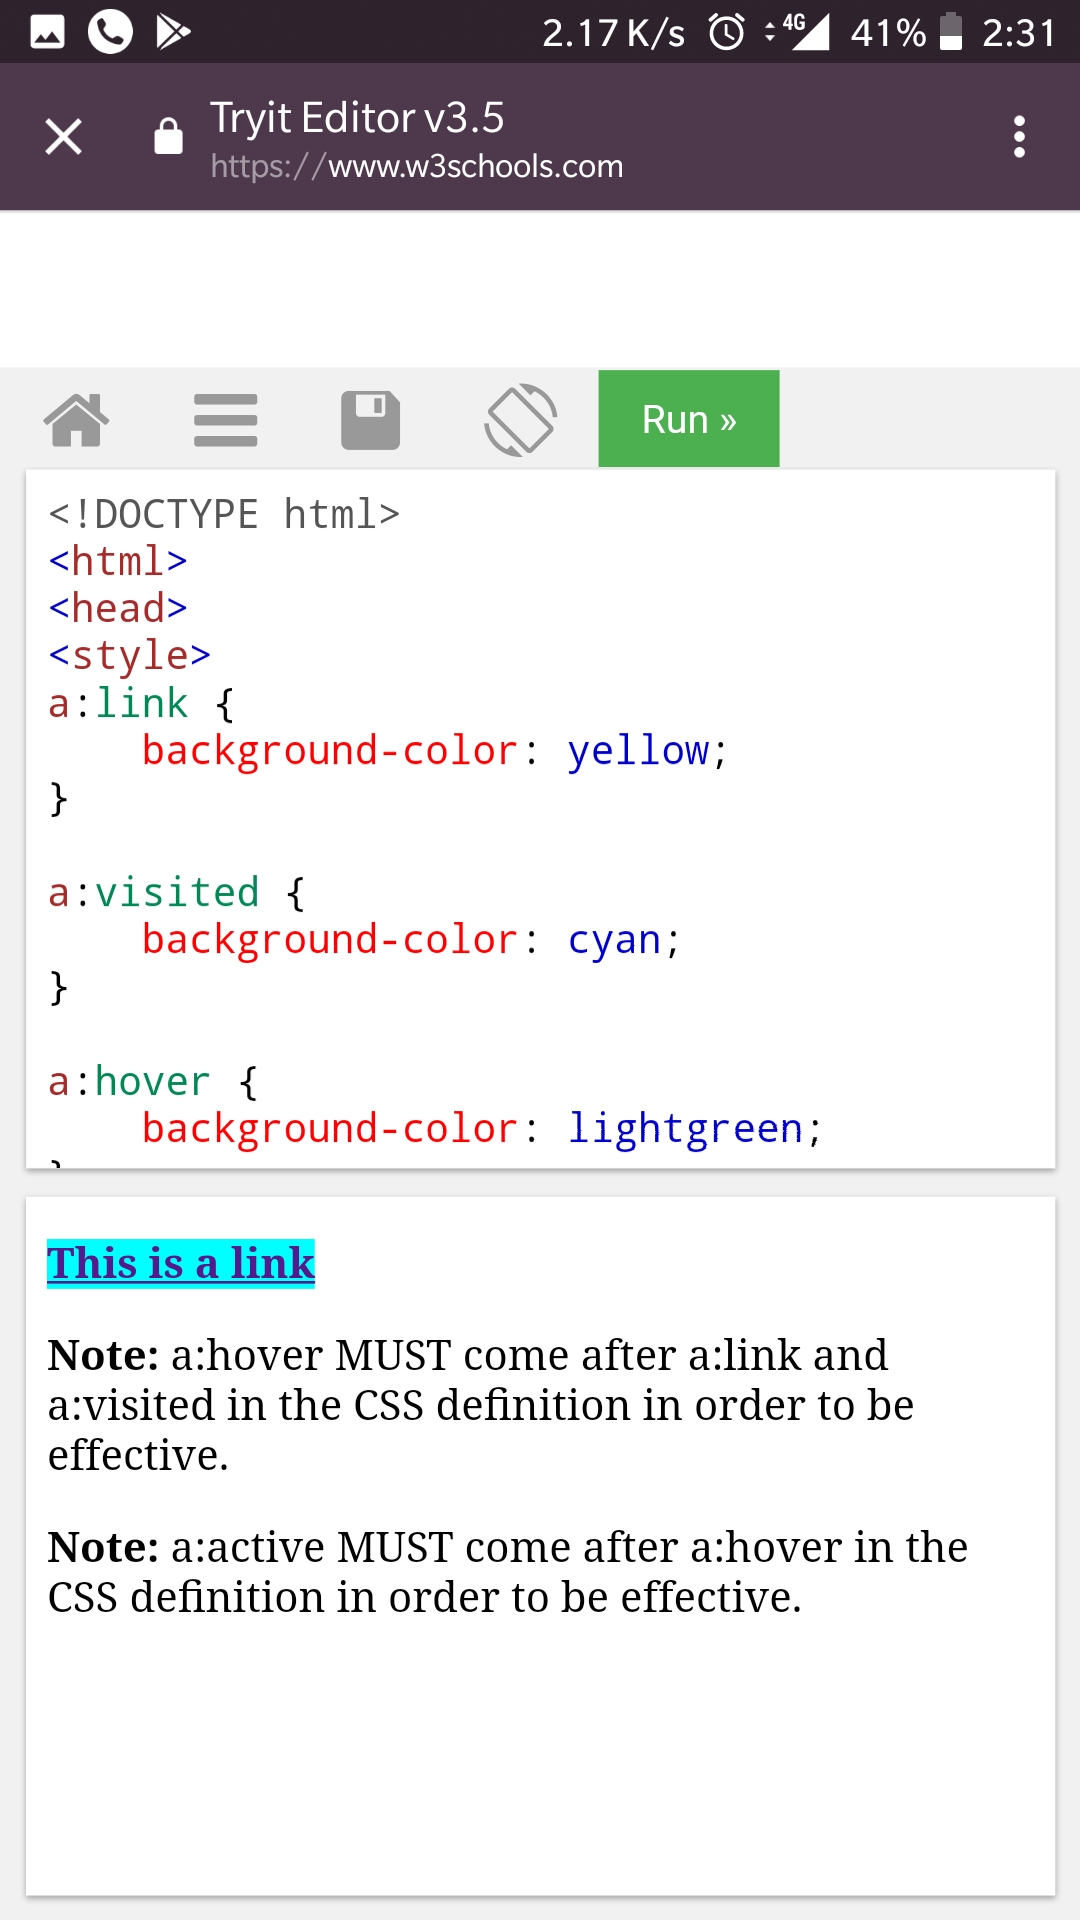 2.17 K/s 4G 41% 2:31
Tryit Editor v3.5
https://www.w3schools.com
Run »
<!DOCTYPE html>
<html>
<head>
<style>
a:link {
    background-color: yellow;
}
a:visited {
    background-color: cyan;
}
a:hover {
    background-color: lightgreen;
}
This is a link
Note: a:hover MUST come after a:link and
a:visited in the CSS definition in order to be
effective.
Note: a:active MUST come after a:hover in the
CSS definition in order to be effective.